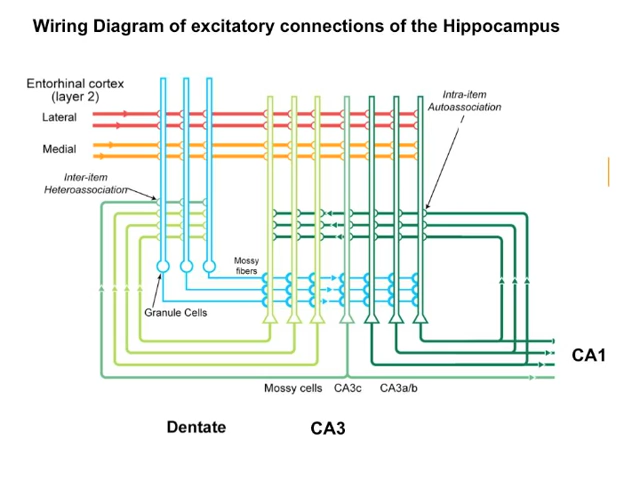 Wiring Diagram of excitatory connections of the Hippocampus
Entorhinal cortex
(layer 2)
Lateral
Medial
Inter-item
Heteroassociation
Intra-item
Autoassociation
Mossy
fibers
Granule Cells
CA1
Mossy cells CA3c CA3a/b
Dentate CA3